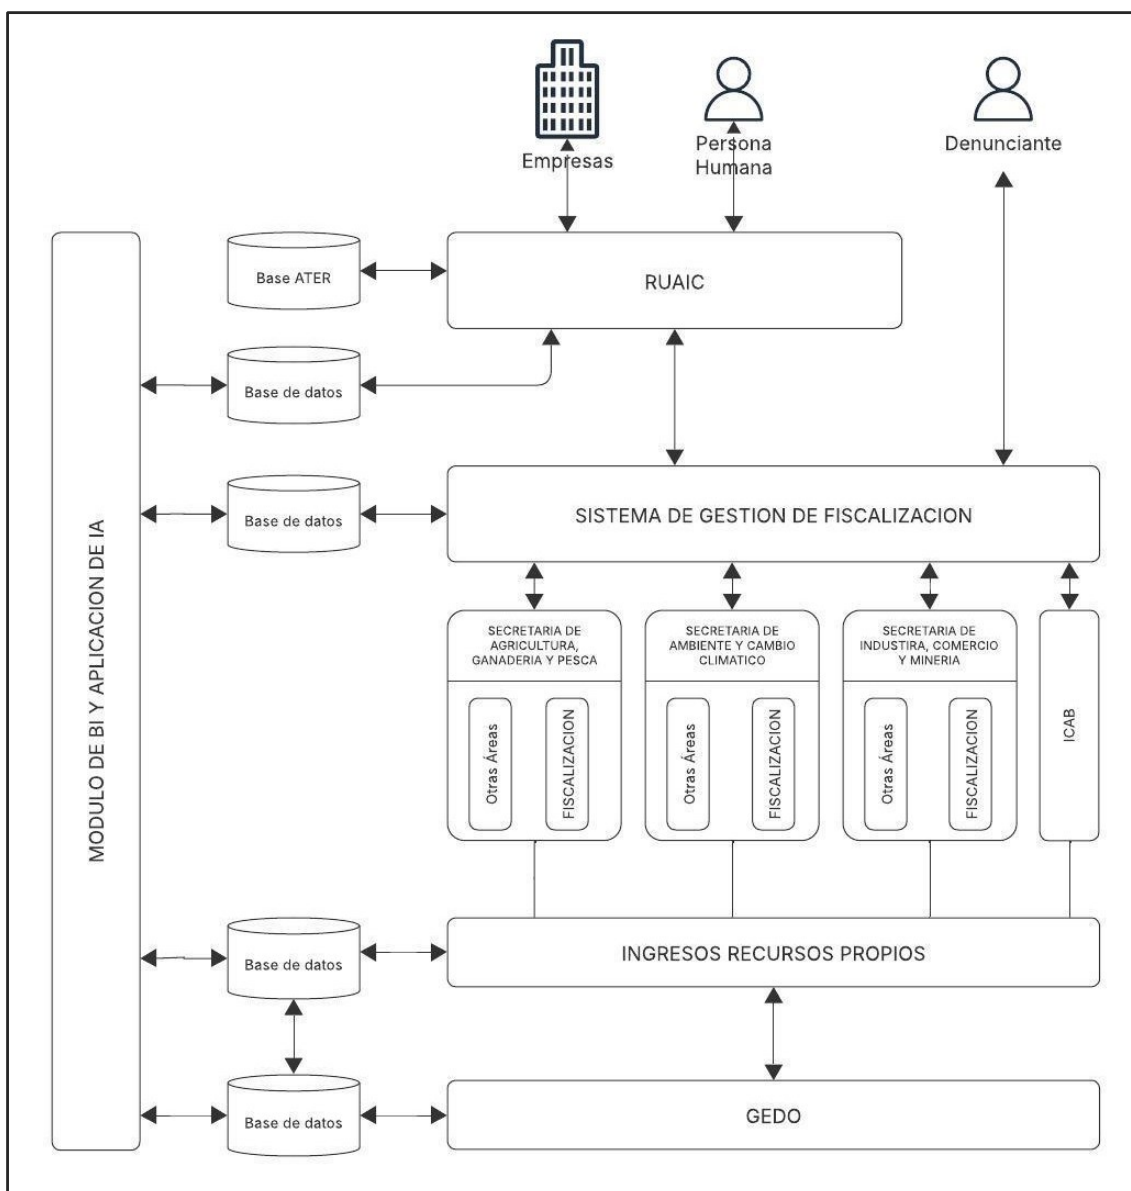 Empresas
Persona
Humana
Denunciante
Base ATER
RUAIC
Base de datos
Base de datos
SISTEMA DE GESTION DE FISCALIZACION
MODULO DE BI Y APLICACION DE IA
SECRETARIA DE
AGRICULTURA,
GANADERIA Y PESCA
Otras Áreas
FISCALIZACION
SECRETARIA DE
AMBIENTE Y CAMBIO
CLIMATICO
Otras Áreas
FISCALIZACION
SECRETARIA DE
INDUSTIRA, COMERCIO
Y MINERIA
Otras Áreas
FISCALIZACION
ICAB
Base de datos
INGRESOS RECURSOS PROPIOS
Base de datos
GEDO